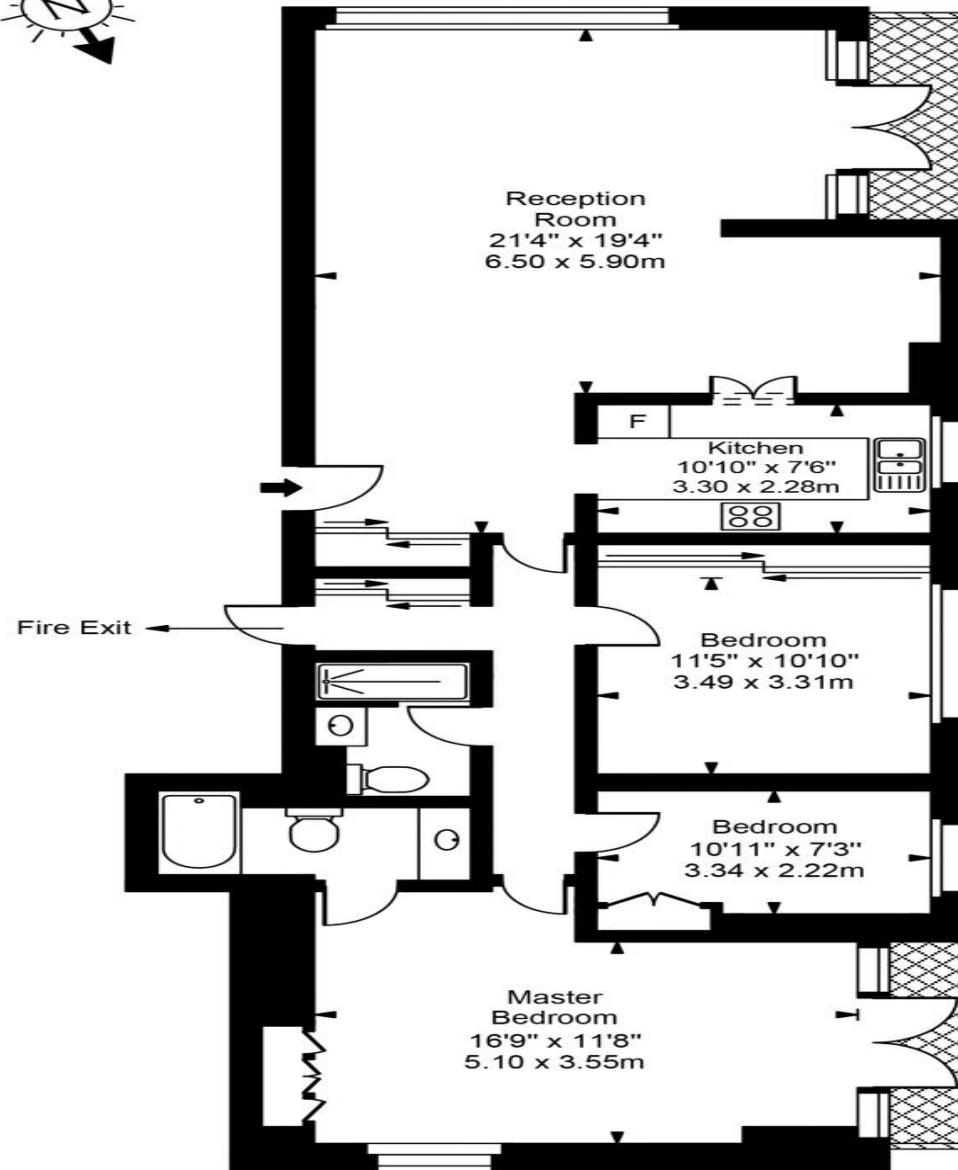 N
Reception
Room
21'4" x 19'4"
6.50 x 5.90m
F
Kitchen
10'10" x 7'6"
3.30 x 2.28m
Fire Exit
Bedroom
11'5" x 10'10"
3.49 x 3.31m
Bedroom
10'11" x 7'3"
3.34 x 2.22m
Master
Bedroom
16'9" x 11'8"
5.10 x 3.55m